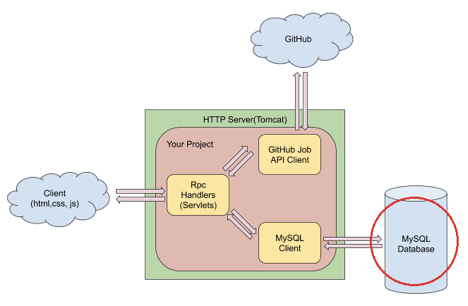 GitHub
HTTP Server(Tomcat)
Your Project
GitHub Job
API Client
Rpc
Handlers
(Servlets)
Client
(html,css, js)
MySQL
Client
MySQL
Database